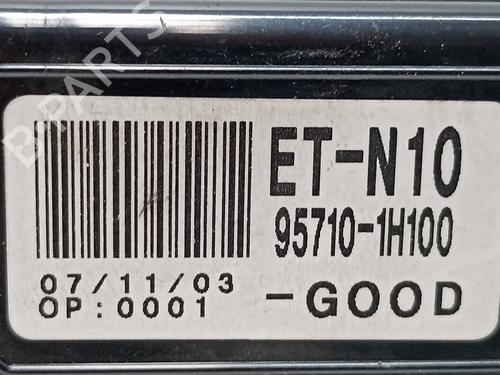 B-PARTS
ET-N10
95710-1H100
07/11/03
OP:0001
-GOOD